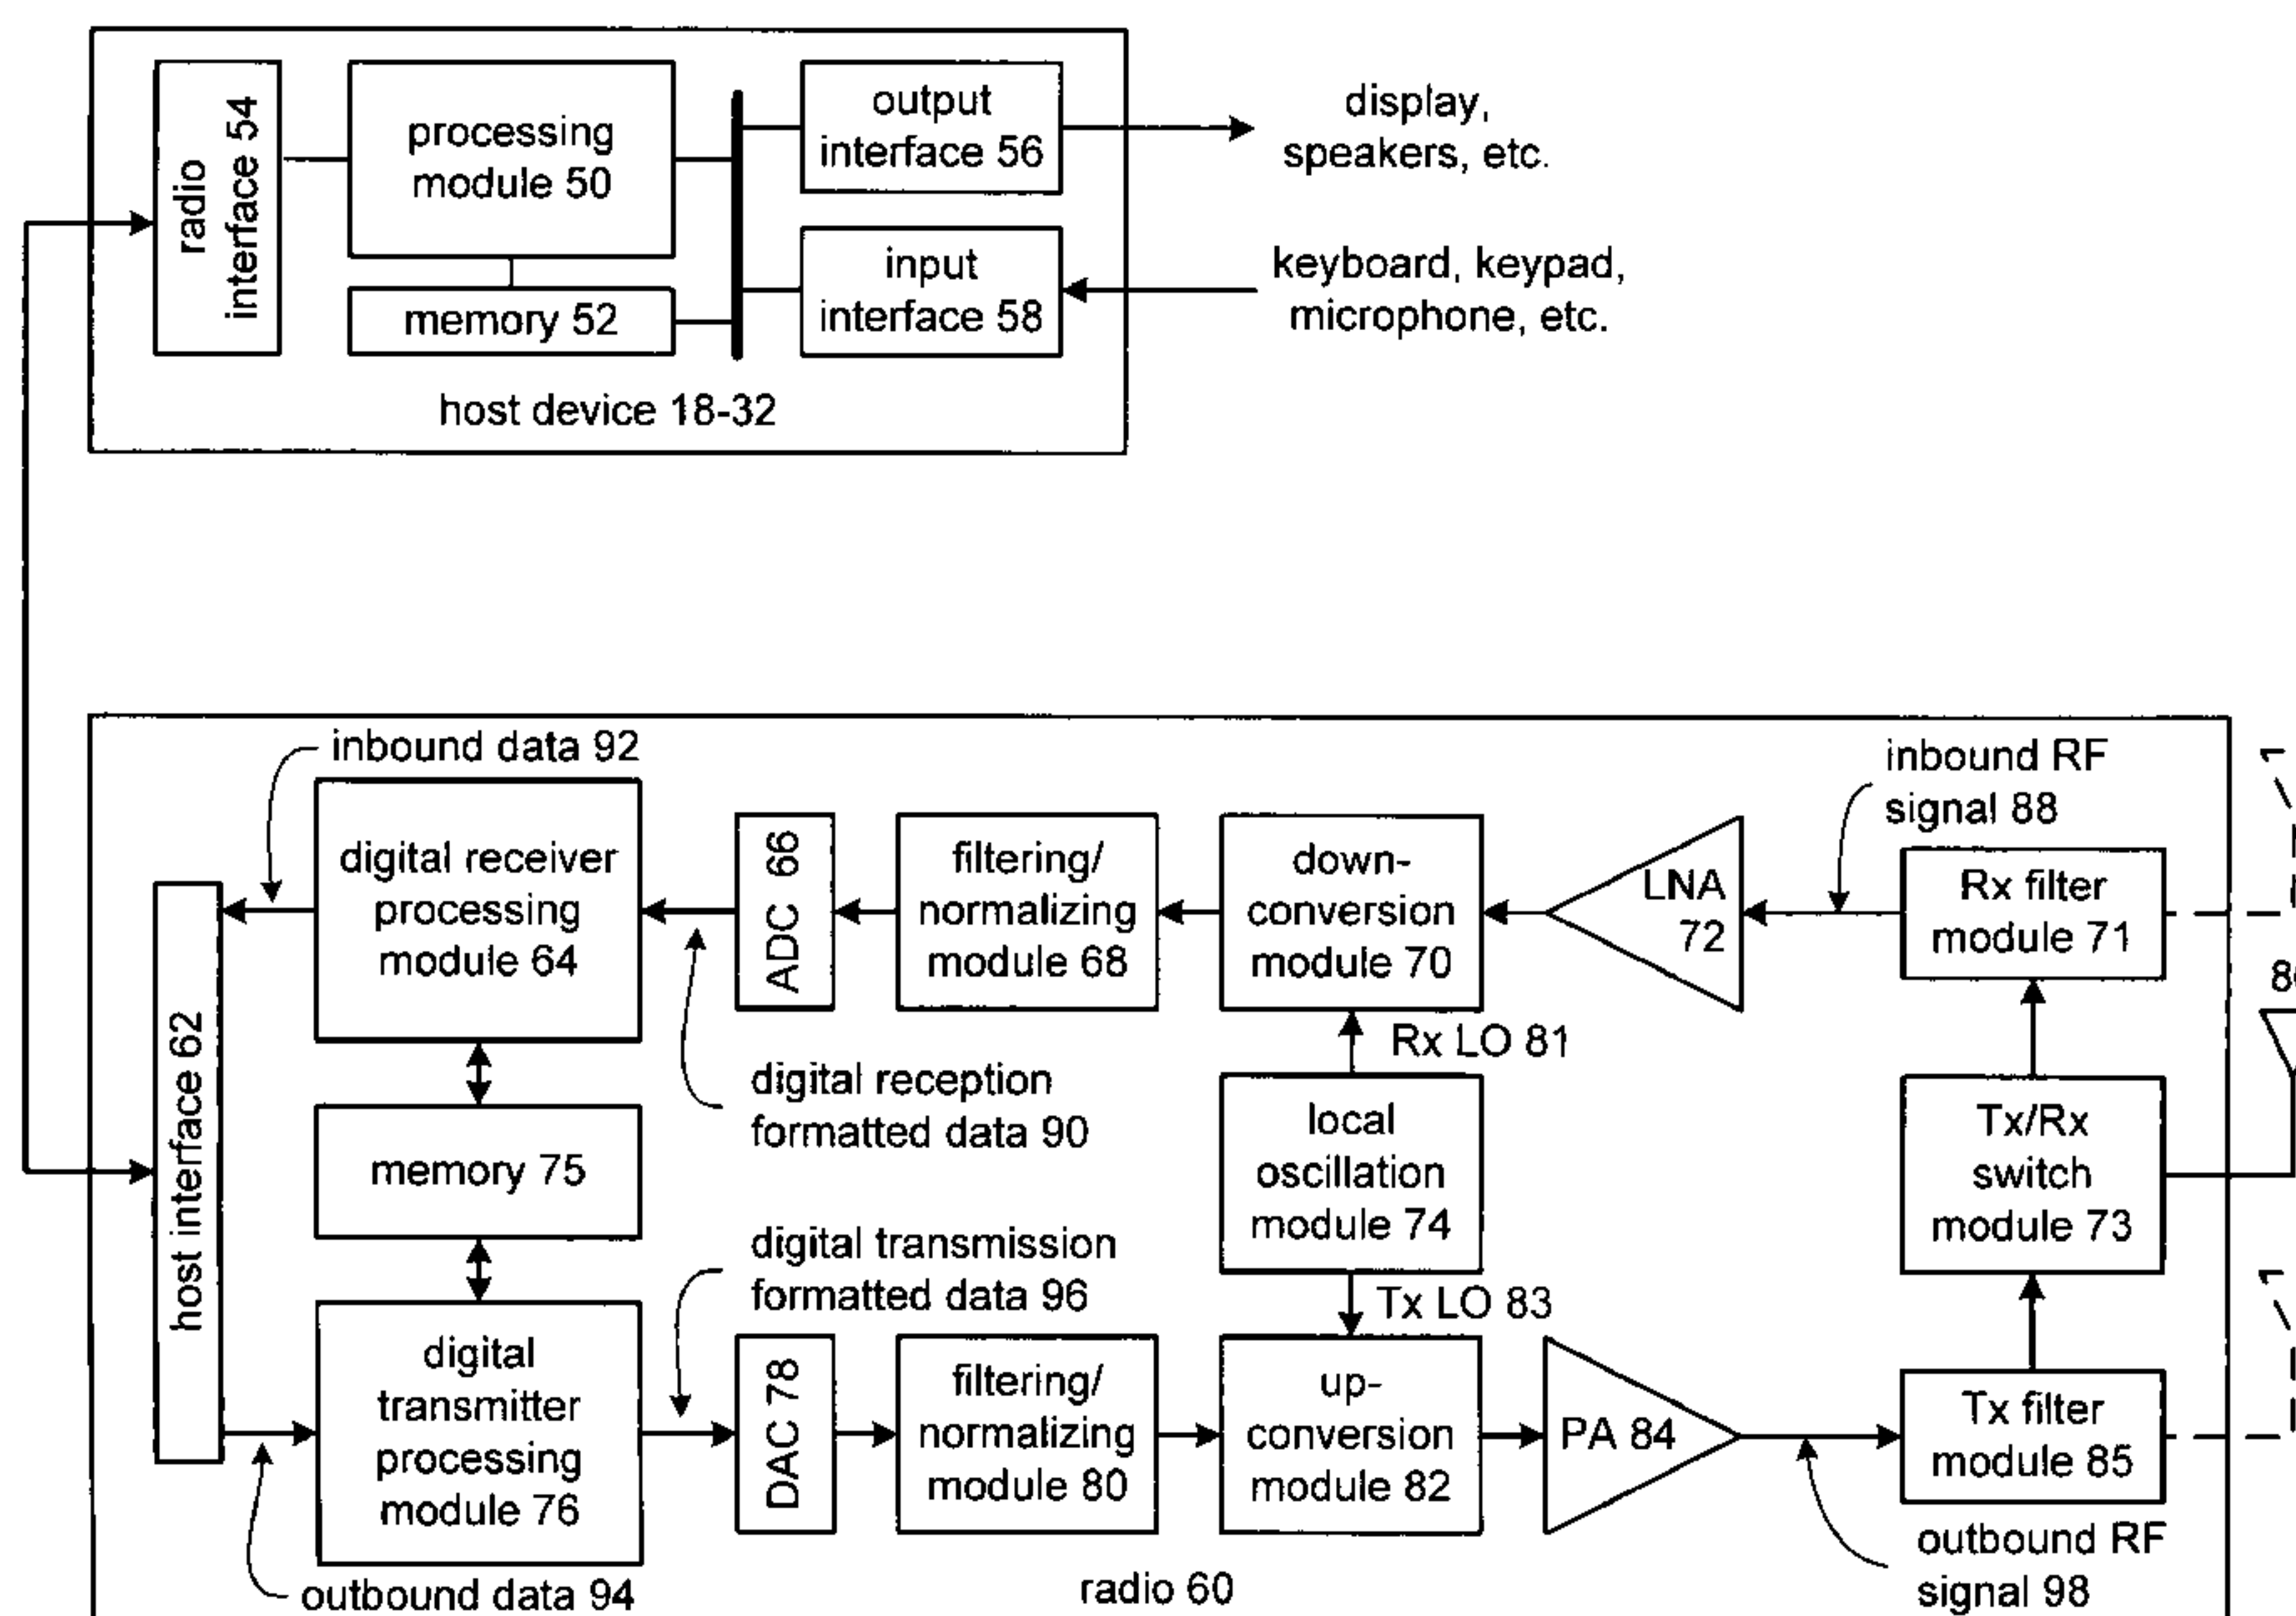 radio
interface 54
processing
module 50
memory 52
output
interface 56
input
interface 58
display,
speakers, etc.
keyboard, keypad,
microphone, etc.
host device 18-32
inbound data 92
host interface 62
digital receiver
processing
module 64
ADC 66
filtering/
normalizing
module 68
down-
conversion
module 70
LNA
72
inbound RF
signal 88
Rx filter
module 71
digital reception
formatted data 90
Rx LO 81
memory 75
local
oscillation
module 74
Tx/Rx
switch
module 73
digital transmission
formatted data 96
Tx LO 83
digital
transmitter
processing
module 76
DAC 78
filtering/
normalizing
module 80
up-
conversion
module 82
PA 84
Tx filter
module 85
outbound data 94
radio 60
outbound RF
signal 98